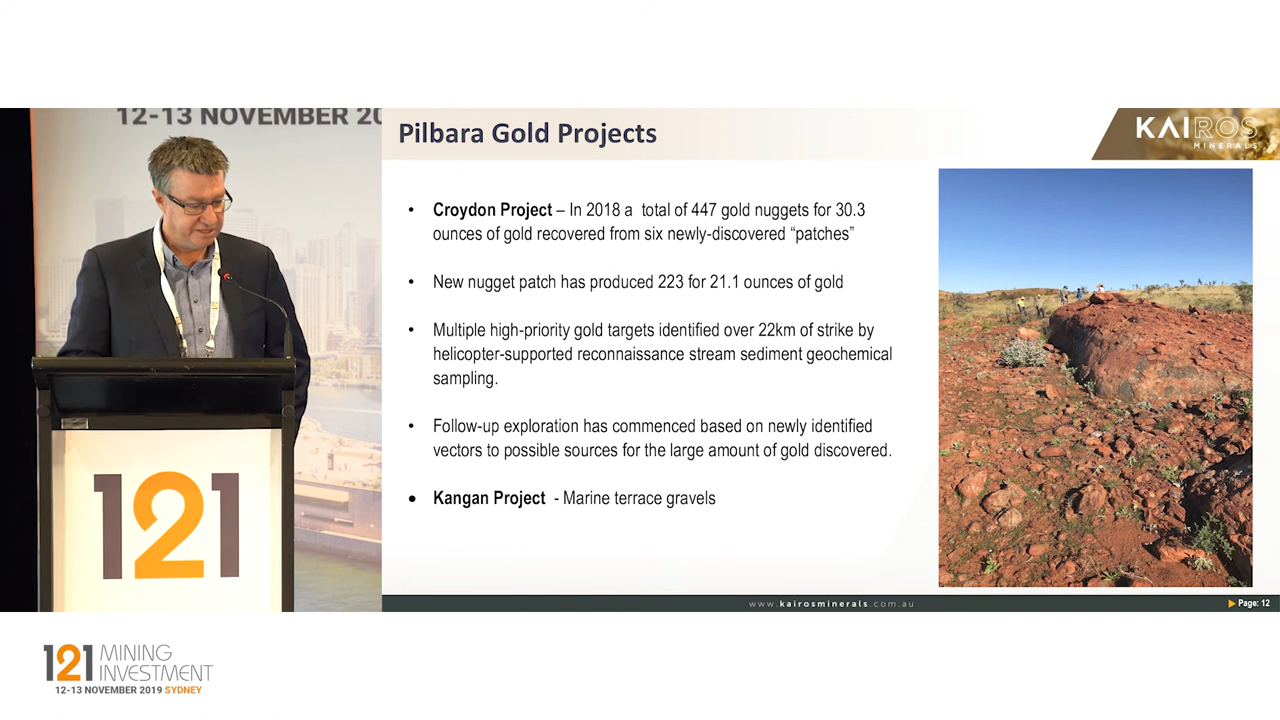 12-13 NOVEMBER 20
121
Pilbara Gold Projects
KAIROS
MINERALS
• Croydon Project – In 2018 a total of 447 gold nuggets for 30.3
ounces of gold recovered from six newly-discovered “patches”
• New nugget patch has produced 223 for 21.1 ounces of gold
• Multiple high-priority gold targets identified over 22km of strike by
helicopter-supported reconnaissance stream sediment geochemical
sampling.
• Follow-up exploration has commenced based on newly identified
vectors to possible sources for the large amount of gold discovered.
• Kangan Project - Marine terrace gravels
www.kairosminerals.com.au
Page: 12
121 MINING
INVESTMENT
12-13 NOVEMBER 2019 SYDNEY